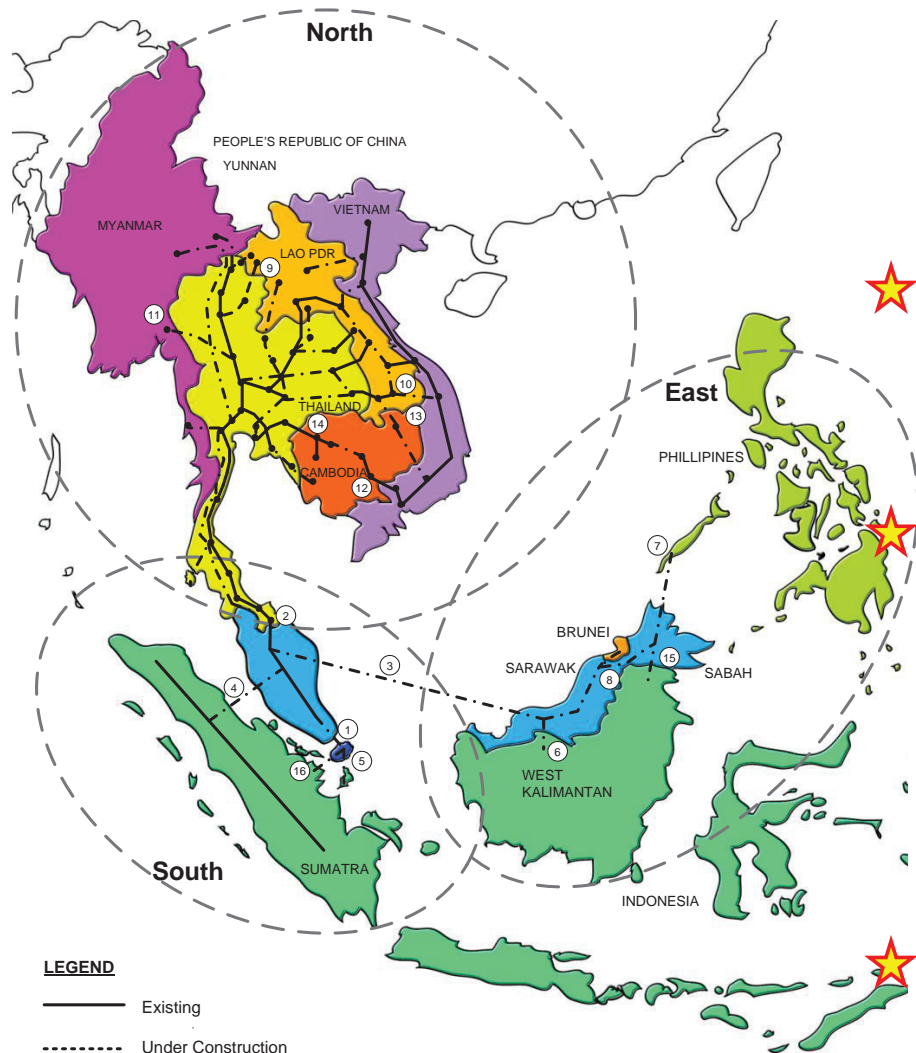 North
PEOPLE'S REPUBLIC OF CHINA
YUNNAN
VIETNAM
MYANMAR
LAO PDR
9
11
East
10
THAILAND
13
14
PHILLIPINES
CAMBODIA
12
7
2
BRUNEI
3
SARAWAK
15
SABAH
8
4
1
6
5
16
WEST
KALIMANTAN
South
SUMATRA
INDONESIA
LEGEND
Existing
Under Construction